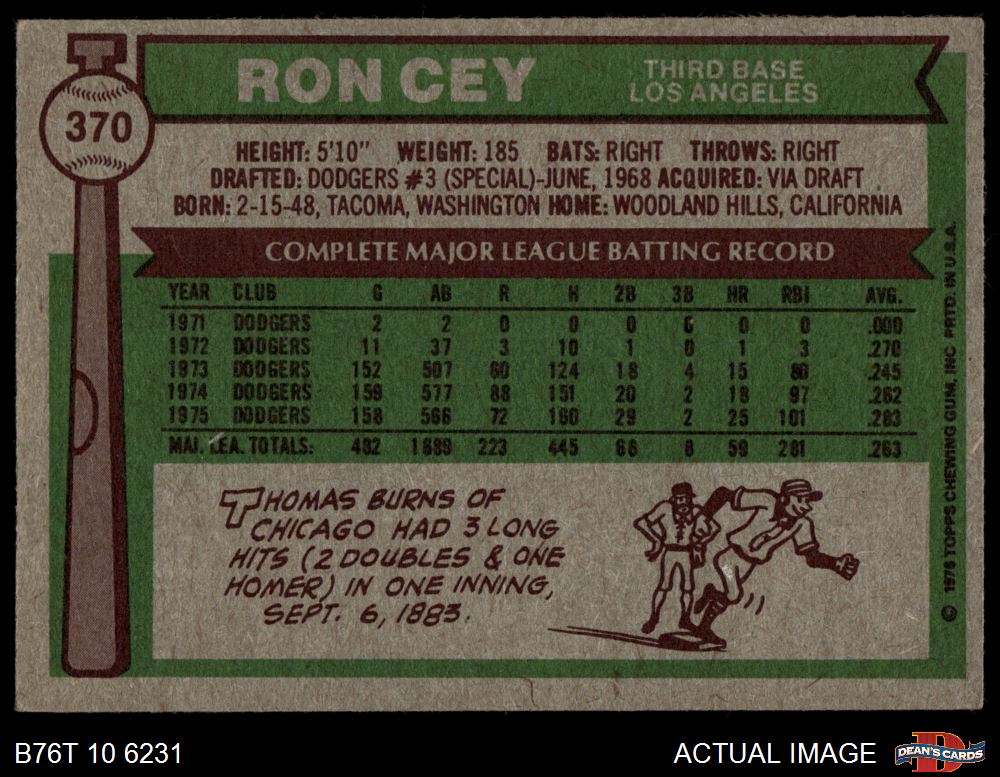 370
RON CEY
THIRD BASE
LOS ANGELES
HEIGHT: 5'10" WEIGHT: 185 BATS: RIGHT THROWS: RIGHT
DRAFTED: DODGERS #3 (SPECIAL)-JUNE, 1968 ACQUIRED: VIA DRAFT
BORN: 2-15-48, TACOMA, WASHINGTON HOME: WOODLAND HILLS, CALIFORNIA
COMPLETE MAJOR LEAGUE BATTING RECORD
YEAR CLUB G AB R H 2B 3B HR RBI AVG.
1971 DODGERS 2 2 0 0 0 0 0 0 .000
1972 DODGERS 11 37 3 10 1 0 1 3 .270
1973 DODGERS 152 507 60 124 18 4 15 80 .245
1974 DODGERS 159 577 88 151 20 2 18 97 .262
1975 DODGERS 158 566 72 160 29 2 25 101 .283
MAJ. LEA. TOTALS: 482 1689 223 445 68 8 59 281 .263
THOMAS BURNS OF
CHICAGO HAD 3 LONG
HITS (2 DOUBLES & ONE
HOMER) IN ONE INNING,
SEPT. 6, 1883.
© 1976 TOPPS CHEWING GUM, INC PRTD. IN U.S.A.
B76T 10 6231
ACTUAL IMAGE
DEAN'S CARDS